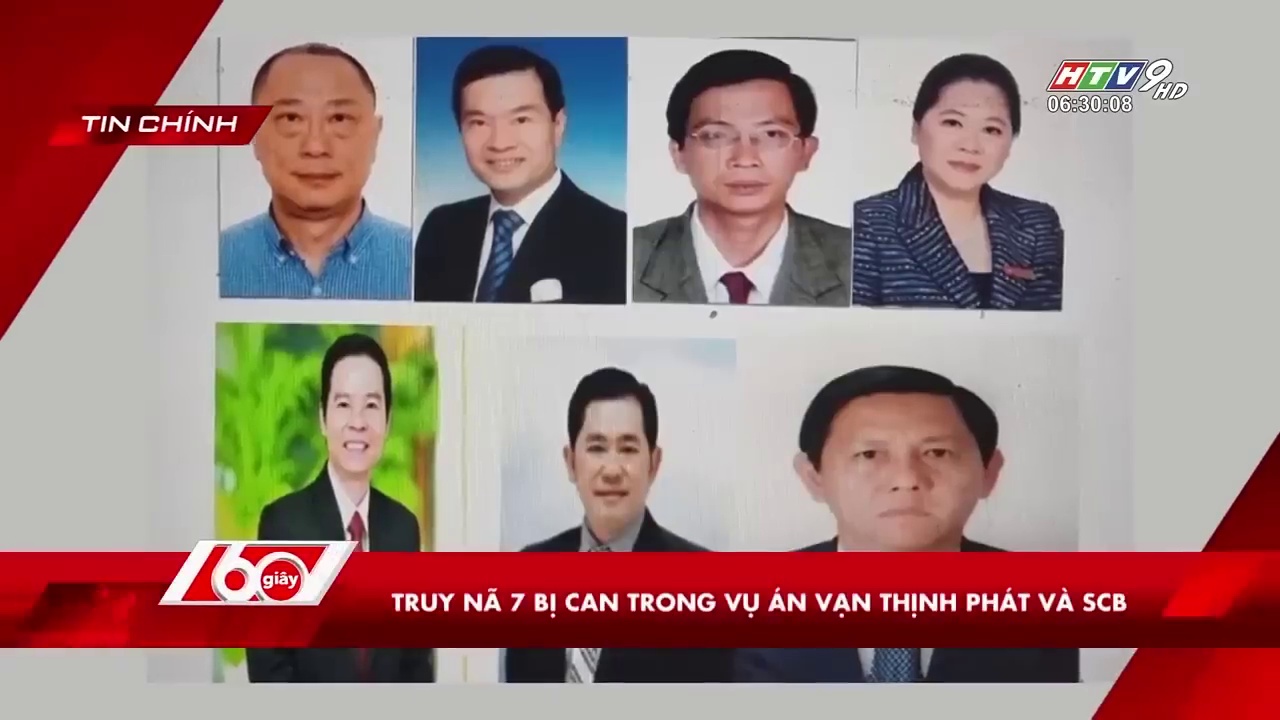 HTV9 HD
06:30:08
TIN CHÍNH
60 giây
TRUY NÃ 7 BỊ CAN TRONG VỤ ÁN VẠN THỊNH PHÁT VÀ SCB